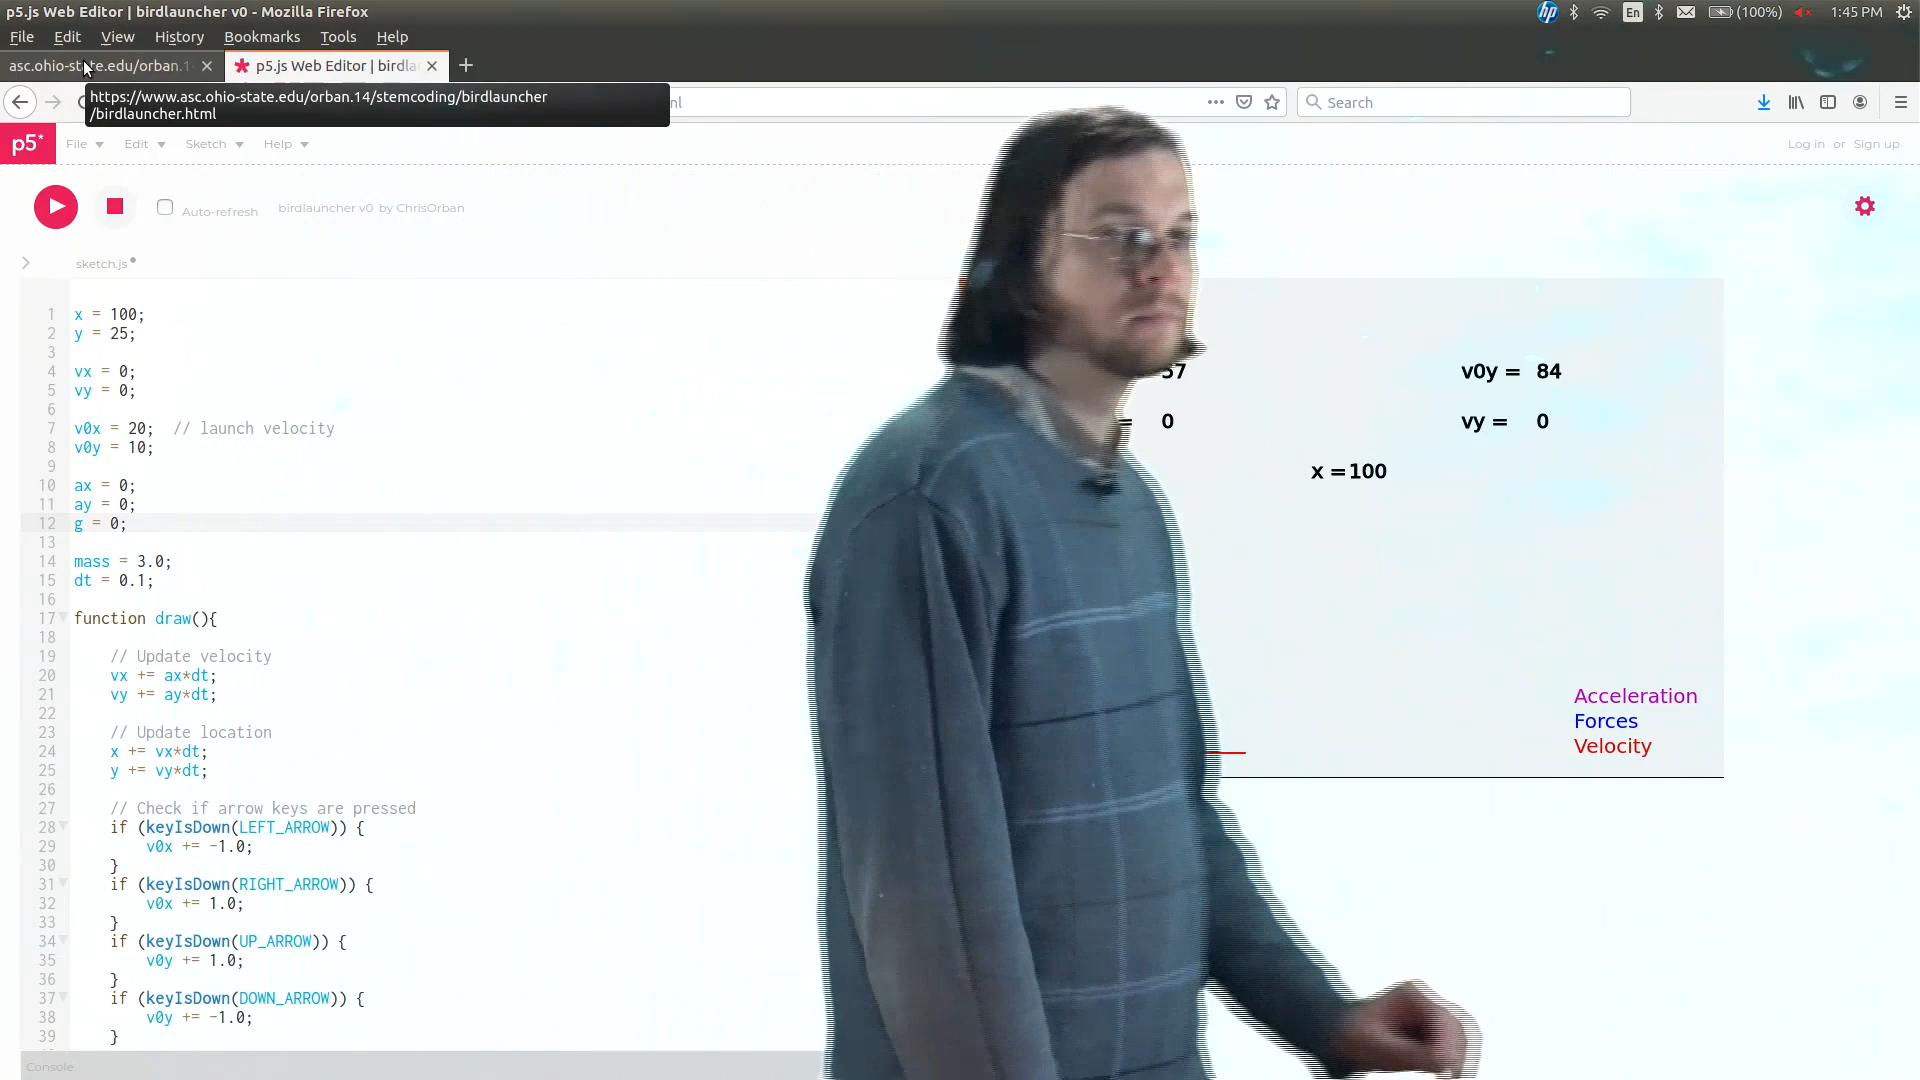 p5.js Web Editor | birdlauncher v0 - Mozilla Firefox
hp En (100%) 1:45 PM
File Edit View History Bookmarks Tools Help
asc.ohio-state.edu/orban.1
p5.js Web Editor | birdla
https://www.asc.ohio-state.edu/orban.14/stemcoding/birdlauncher
/birdlauncher.html
Search
p5* File Edit Sketch Help Log in or Sign up
Auto-refresh birdlauncher v0 by ChrisOrban
sketch.js
1 x = 100;
2 y = 25;
3
4 vx = 0;
5 vy = 0;
6
7 v0x = 20; // launch velocity
8 v0y = 10;
9
10 ax = 0;
11 ay = 0;
12 g = 0;
13
14 mass = 3.0;
15 dt = 0.1;
16
17 function draw(){
18
19 // Update velocity
20 vx += ax*dt;
21 vy += ay*dt;
22
23 // Update location
24 x += vx*dt;
25 y += vy*dt;
26
27 // Check if arrow keys are pressed
28 if (keyIsDown(LEFT_ARROW)) {
29 v0x += -1.0;
30 }
31 if (keyIsDown(RIGHT_ARROW)) {
32 v0x += 1.0;
33 }
34 if (keyIsDown(UP_ARROW)) {
35 v0y += 1.0;
36 }
37 if (keyIsDown(DOWN_ARROW)) {
38 v0y += -1.0;
39 }
Console
57 v0y = 84
= 0 vy = 0
x =100
Acceleration
Forces
Velocity